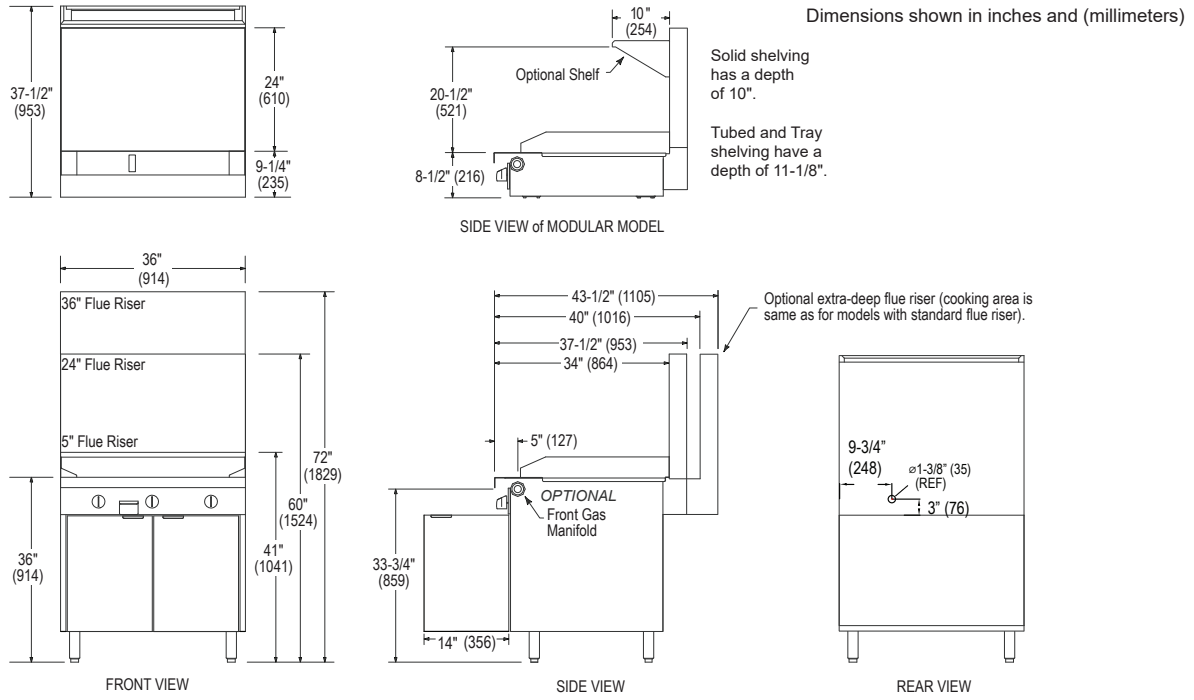 Dimensions shown in inches and (millimeters)
37-1/2"
(953)
24"
(610)
9-1/4"
(235)
10"
(254)
Optional Shelf
20-1/2"
(521)
8-1/2" (216)
Solid shelving
has a depth
of 10".
Tubed and Tray
shelving have a
depth of 11-1/8".
SIDE VIEW of MODULAR MODEL
36"
(914)
36" Flue Riser
24" Flue Riser
5" Flue Riser
72"
(1829)
60"
(1524)
41"
(1041)
36"
(914)
FRONT VIEW
43-1/2" (1105)
40" (1016)
37-1/2" (953)
34" (864)
Optional extra-deep flue riser (cooking area is
same as for models with standard flue riser).
5" (127)
OPTIONAL
Front Gas
Manifold
33-3/4"
(859)
14" (356)
SIDE VIEW
9-3/4"
(248)
⌀1-3/8" (35)
(REF)
3" (76)
REAR VIEW